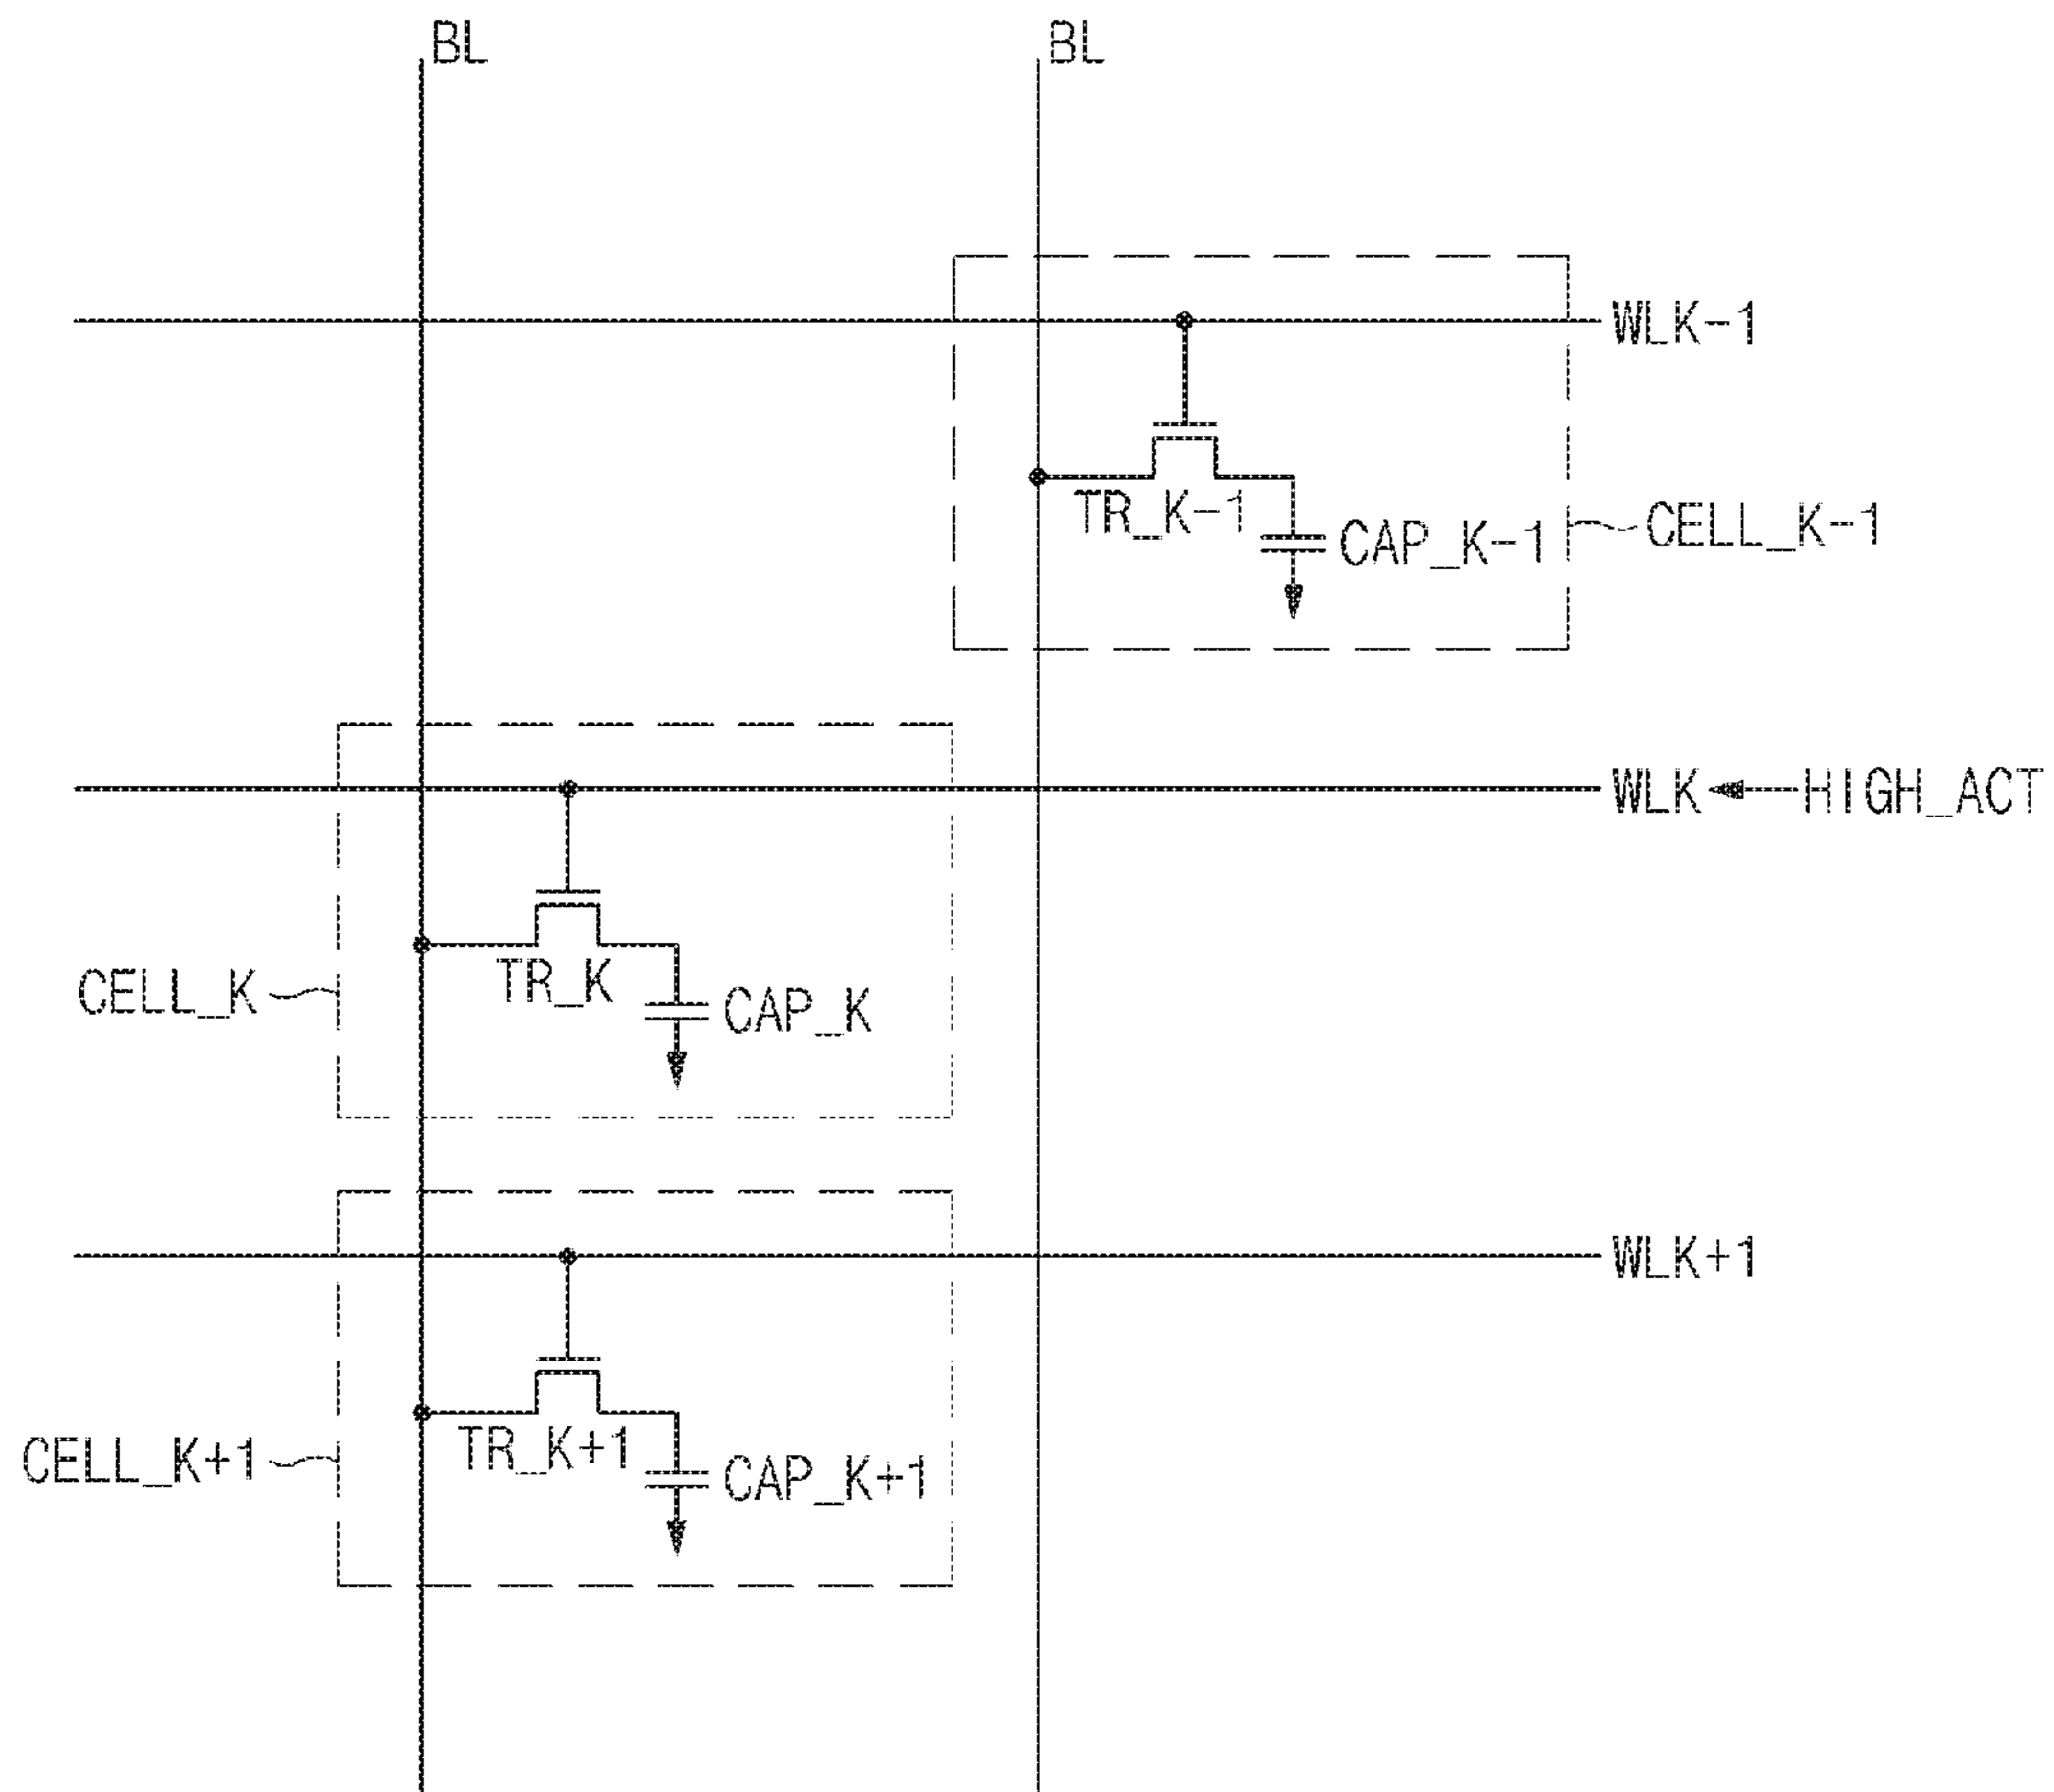 BL
BL
WLK-1
TR_K-1
CAP_K-1
CELL_K-1
WLK
HIGH_ACT
CELL_K
TR_K
CAP_K
WLK+1
CELL_K+1
TR_K+1
CAP_K+1